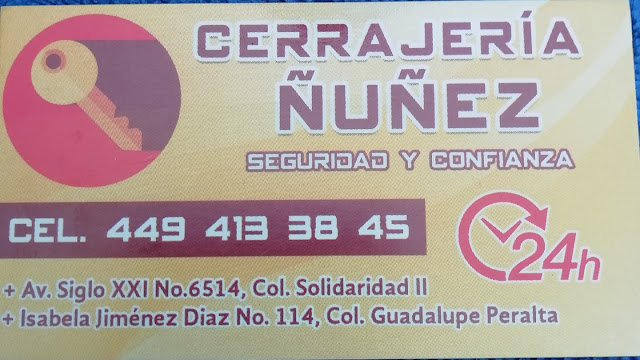 CERRAJERÍA
ÑUÑEZ
SEGURIDAD Y CONFIANZA
CEL. 449 413 38 45
24h
+ Av. Siglo XXI No.6514, Col. Solidaridad II
+ Isabela Jiménez Diaz No. 114, Col. Guadalupe Peralta